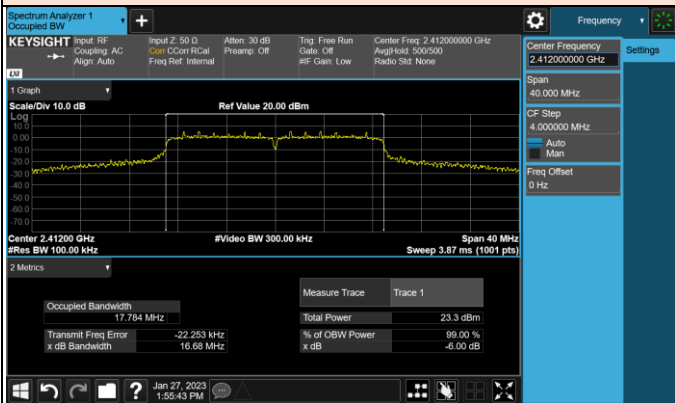 Spectrum Analyzer 1
Occupied BW
+
Frequency
KEYSIGHT
Input: RF
Coupling: AC
Align: Auto
Input Z: 50 Ω
Corr CCorr RCal
Freq Ref: Internal
Atten: 30 dB
Preamp: Off
Trig: Free Run
Gate: Off
#IF Gain: Low
Center Freq: 2.412000000 GHz
Avg|Hold: 500/500
Radio Std: None
LXI
Center Frequency
2.412000000 GHz
Settings
Span
40.000 MHz
CF Step
4.000000 MHz
Auto
Man
Freq Offset
0 Hz
1 Graph
Scale/Div 10.0 dB
Ref Value 20.00 dBm
Log
10.0
0.00
-10.0
-20.0
-30.0
-40.0
-50.0
-60.0
-70.0
Center 2.41200 GHz
#Video BW 300.00 kHz
Span 40 MHz
#Res BW 100.00 kHz
Sweep 3.87 ms (1001 pts)
2 Metrics
Measure Trace
Trace 1
Occupied Bandwidth
17.784 MHz
Total Power
23.3 dBm
Transmit Freq Error
-22.253 kHz
% of OBW Power
99.00 %
x dB Bandwidth
16.68 MHz
x dB
-6.00 dB
?
Jan 27, 2023
1:55:43 PM